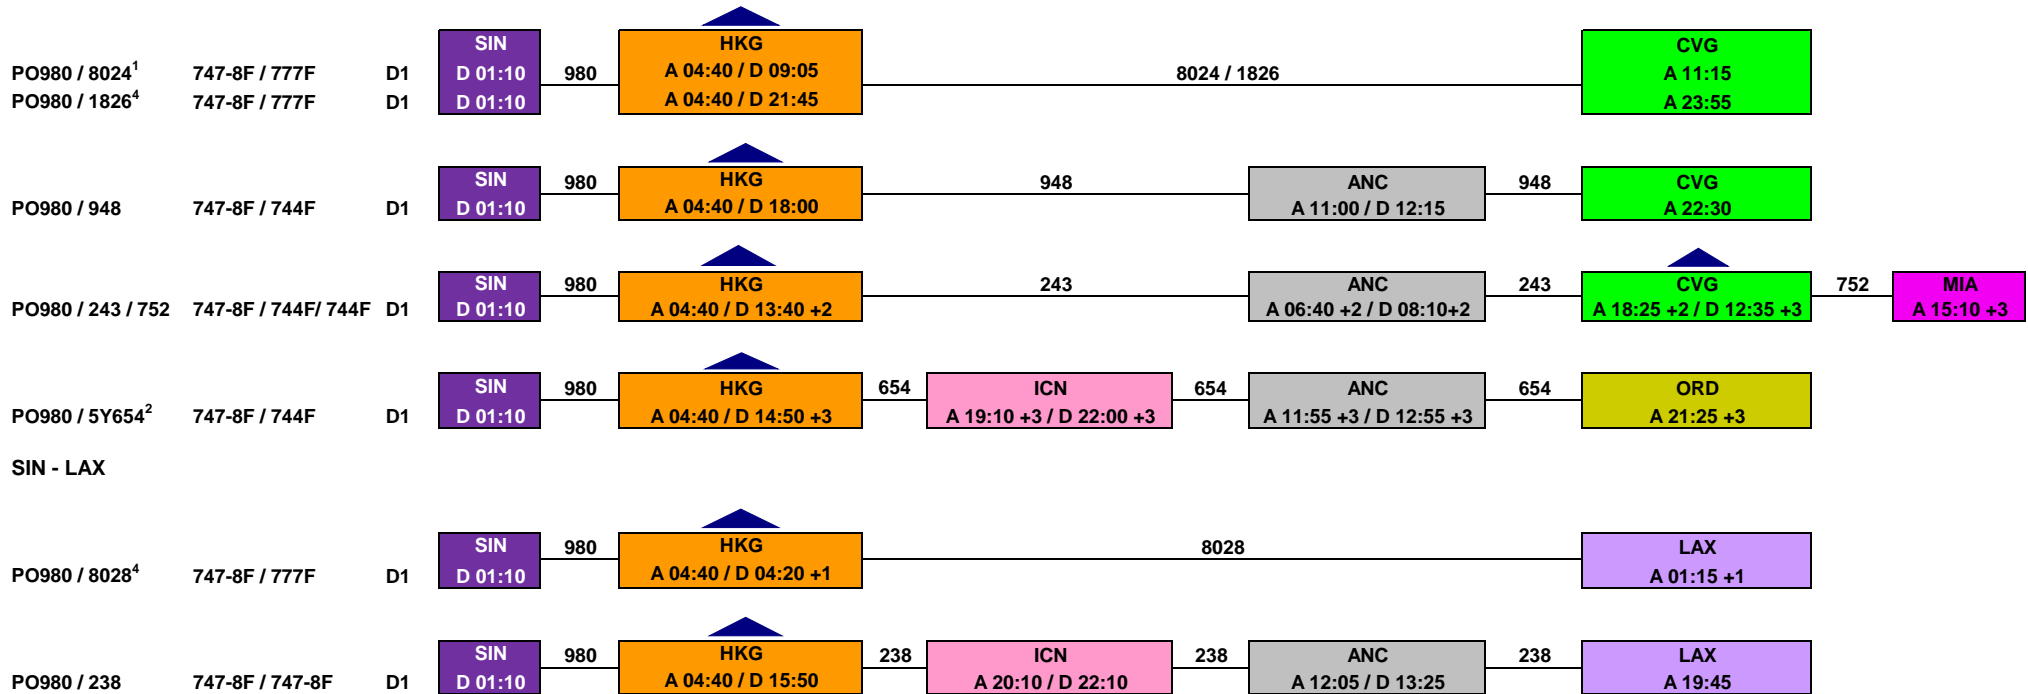 SIN HKG CVG
PO980 / 8024¹ 747-8F / 777F D1 D 01:10 980 A 04:40 / D 09:05 8024 / 1826 A 11:15
PO980 / 1826⁴ 747-8F / 777F D1 D 01:10 A 04:40 / D 21:45 A 23:55
SIN 980 HKG 948 ANC 948 CVG
PO980 / 948 747-8F / 744F D1 D 01:10 A 04:40 / D 18:00 A 11:00 / D 12:15 A 22:30
SIN 980 HKG 243 ANC 243 CVG 752 MIA
PO980 / 243 / 752 747-8F / 744F/ 744F D1 D 01:10 A 04:40 / D 13:40 +2 A 06:40 +2 / D 08:10+2 A 18:25 +2 / D 12:35 +3 A 15:10 +3
SIN 980 HKG 654 ICN 654 ANC 654 ORD
PO980 / 5Y654² 747-8F / 744F D1 D 01:10 A 04:40 / D 14:50 +3 A 19:10 +3 / D 22:00 +3 A 11:55 +3 / D 12:55 +3 A 21:25 +3
SIN - LAX
SIN 980 HKG 8028 LAX
PO980 / 8028⁴ 747-8F / 777F D1 D 01:10 A 04:40 / D 04:20 +1 A 01:15 +1
SIN 980 HKG 238 ICN 238 ANC 238 LAX
PO980 / 238 747-8F / 747-8F D1 D 01:10 A 04:40 / D 15:50 A 20:10 / D 22:10 A 12:05 / D 13:25 A 19:45